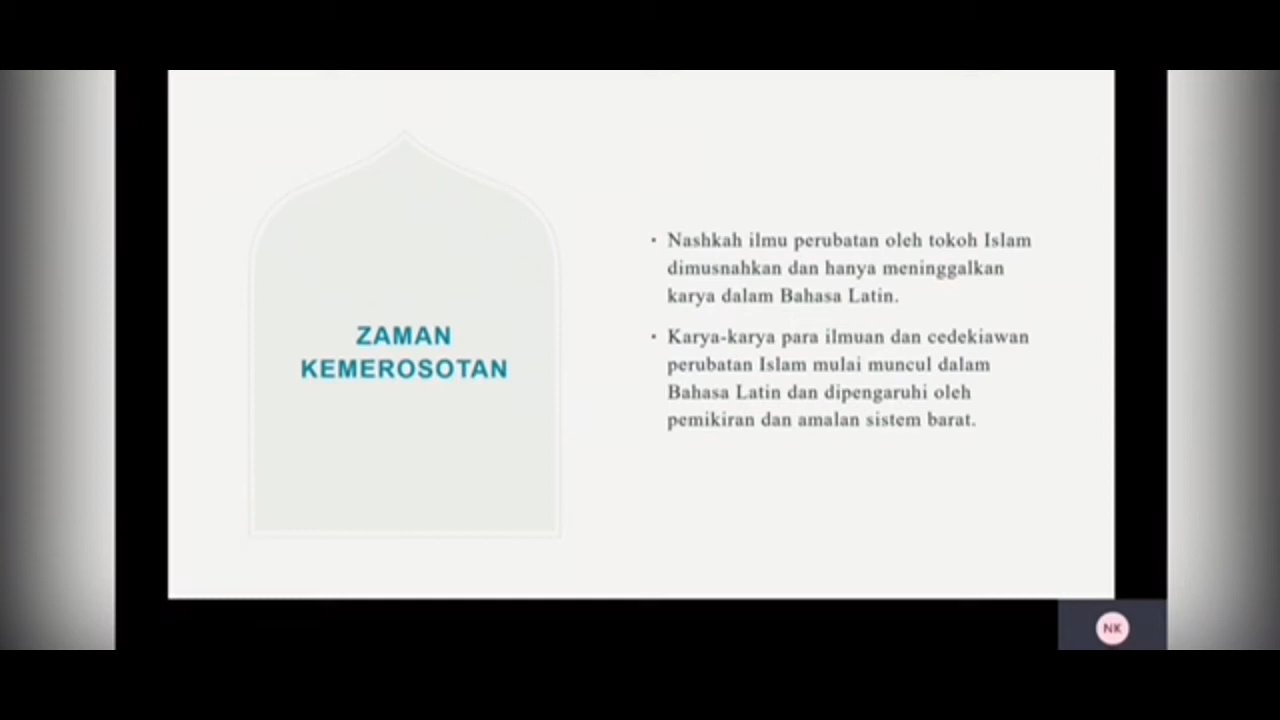 ZAMAN
KEMEROSOTAN
• Nashkah ilmu perubatan oleh tokoh Islam
dimusnahkan dan hanya meninggalkan
karya dalam Bahasa Latin.
• Karya-karya para ilmuan dan cedekiawan
perubatan Islam mulai muncul dalam
Bahasa Latin dan dipengaruhi oleh
pemikiran dan amalan sistem barat.
NK